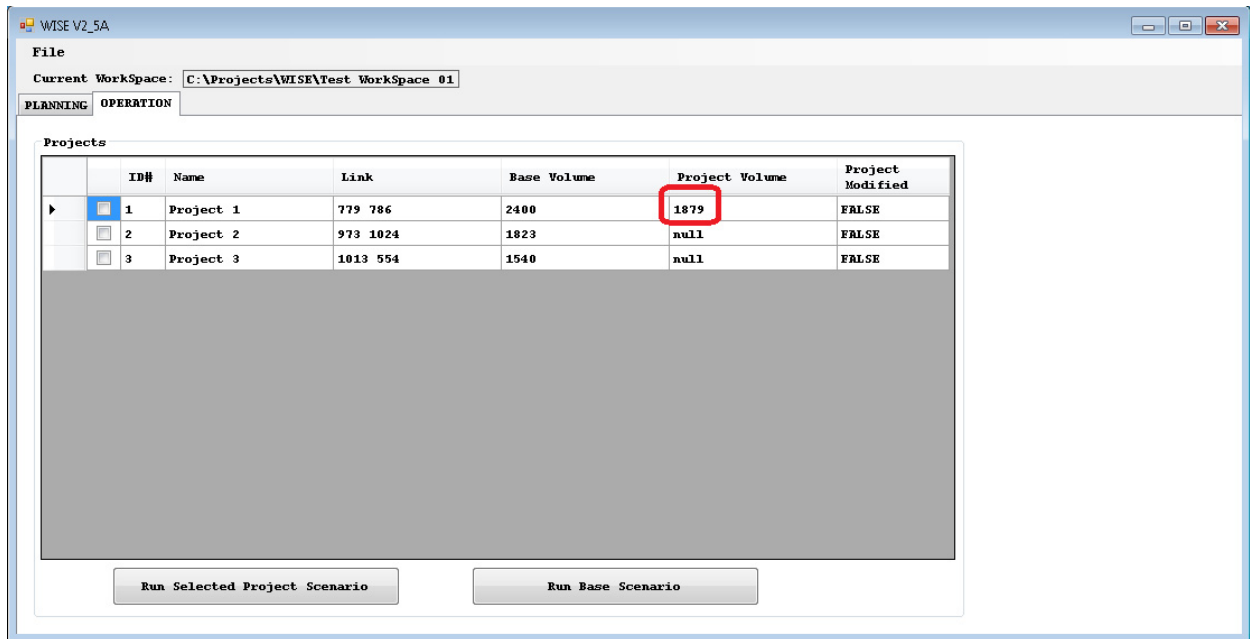 WISE V2_5A
File
Current WorkSpace: C:\Projects\WISE\Test WorkSpace 01
PLANNING OPERATION
Projects
ID# Name Link Base Volume Project Volume Project Modified
1 Project 1 779 786 2400 1879 FALSE
2 Project 2 973 1024 1823 null FALSE
3 Project 3 1013 554 1540 null FALSE
Run Selected Project Scenario Run Base Scenario